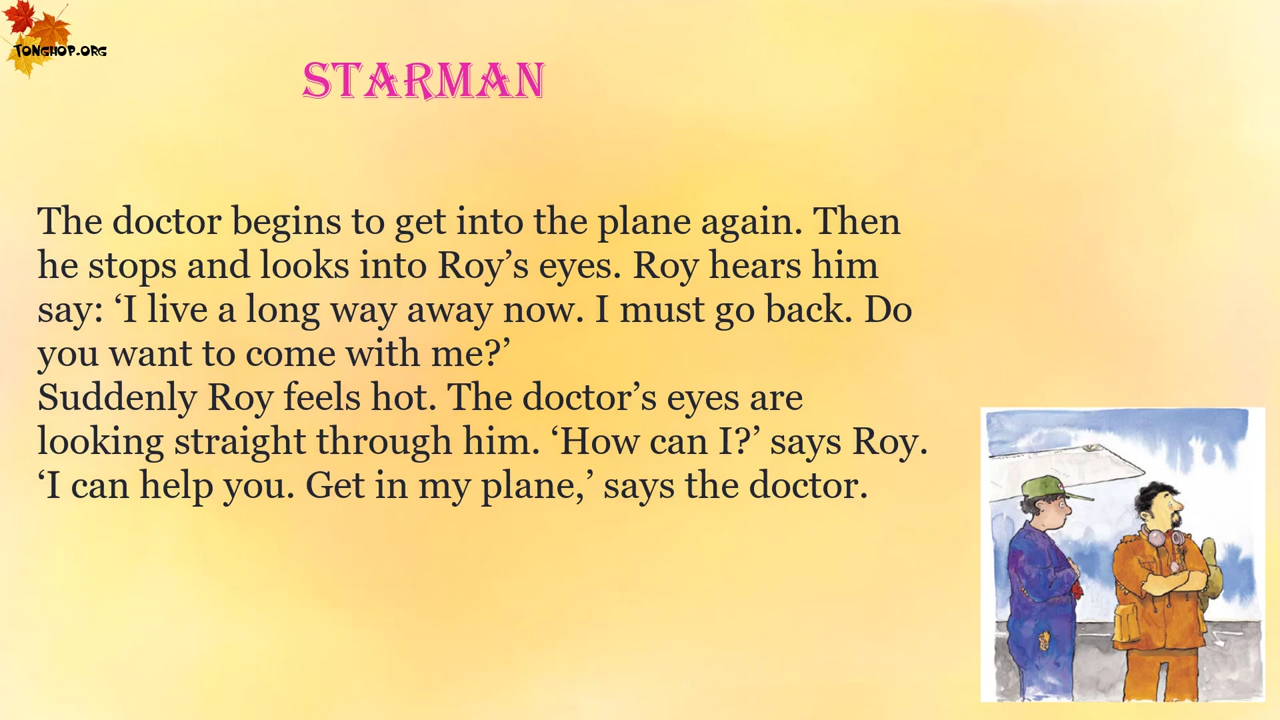 TONGHOP.ORG
STARMAN
The doctor begins to get into the plane again. Then
he stops and looks into Roy’s eyes. Roy hears him
say: ‘I live a long way away now. I must go back. Do
you want to come with me?’
Suddenly Roy feels hot. The doctor’s eyes are
looking straight through him. ‘How can I?’ says Roy.
‘I can help you. Get in my plane,’ says the doctor.